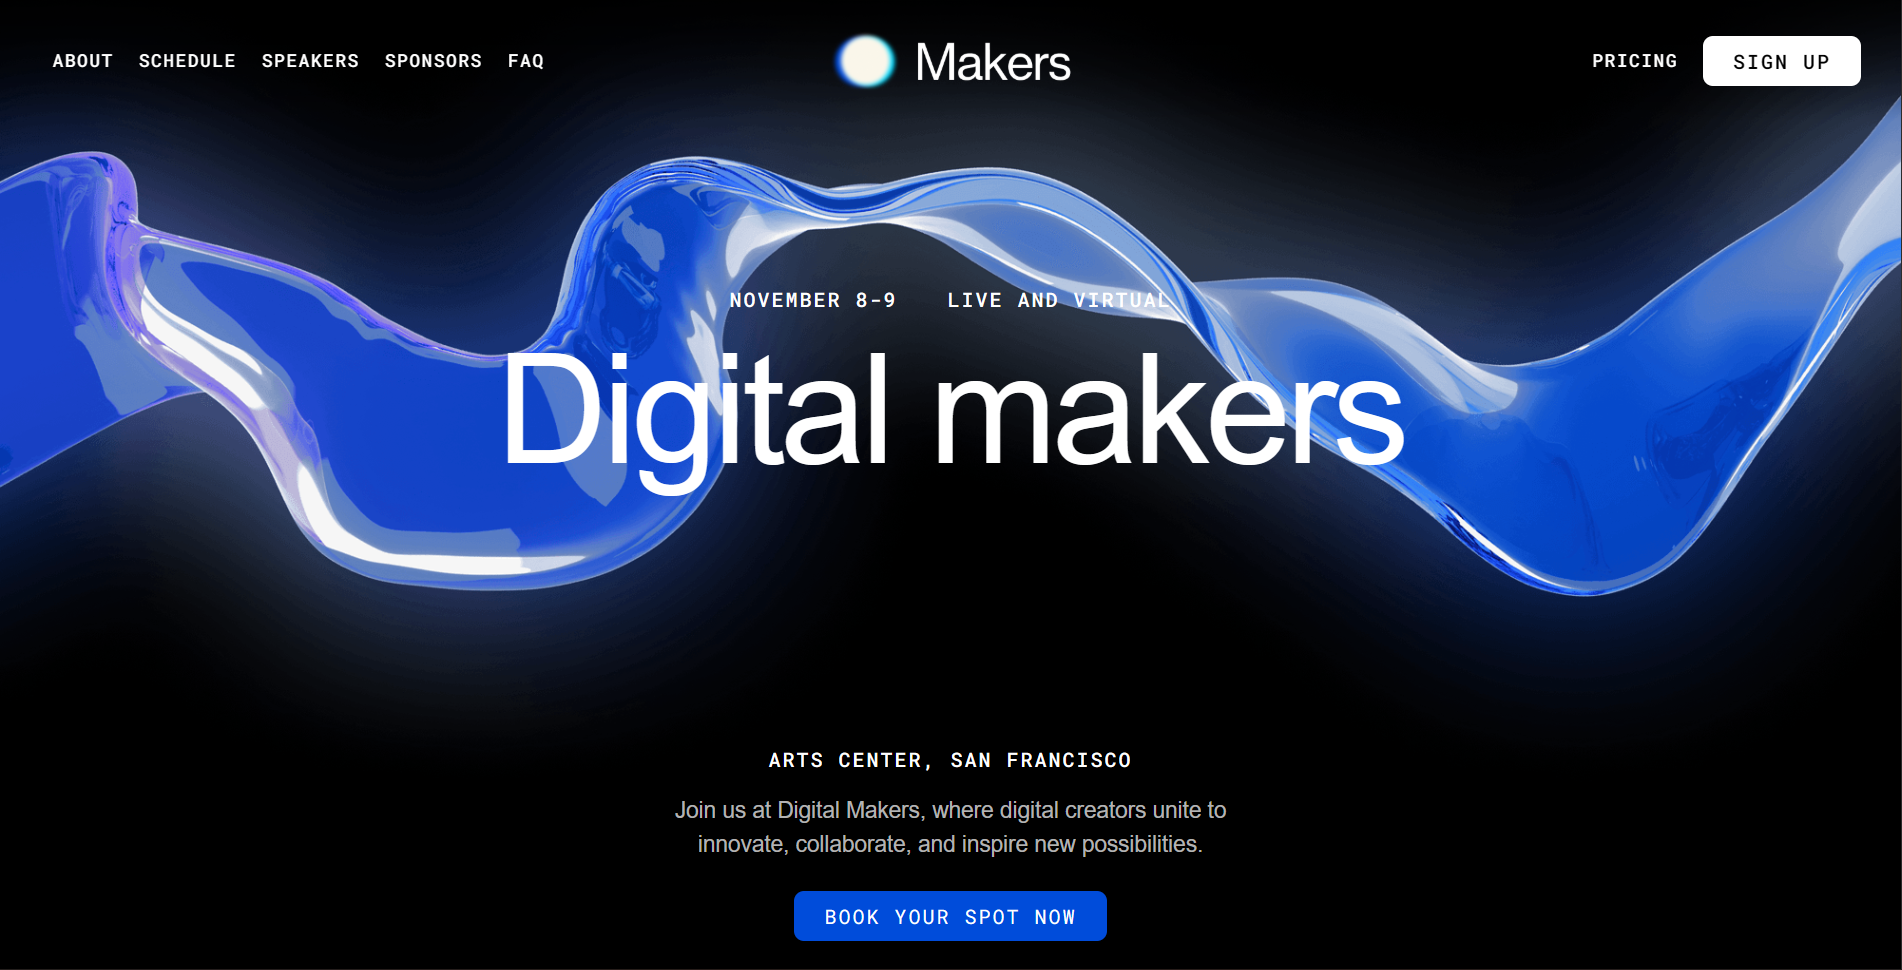 ABOUT SCHEDULE SPEAKERS SPONSORS FAQ
Makers
PRICING SIGN UP
NOVEMBER 8-9 LIVE AND VIRTUAL
Digital makers
ARTS CENTER, SAN FRANCISCO
Join us at Digital Makers, where digital creators unite to
innovate, collaborate, and inspire new possibilities.
BOOK YOUR SPOT NOW